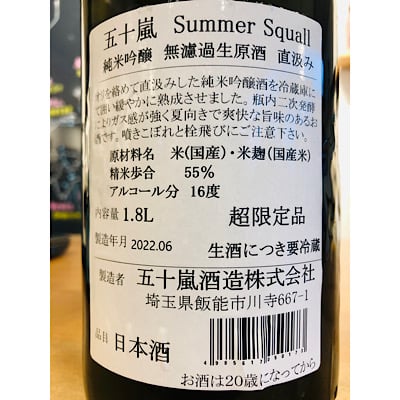 五十嵐 Summer Squall
純米吟醸 無濾過生原酒 直汲み
オリを絡めて直汲みした純米吟醸酒を冷蔵庫に
て囲い緩やかに熟成させました。瓶内二次発酵
によりガス感が強く夏向きで爽快な旨味のあるお
酒です。噴きこぼれと栓飛びにご注意下さい。
原材料名 米(国産)・米麹(国産米)
精米歩合 55%
アルコール分 16度
内容量 1.8L 超限定品
製造年月 2022.06 生酒につき要冷蔵
製造者 五十嵐酒造株式会社
埼玉県飯能市川寺667-1
品目 日本酒
お酒は20歳になってから